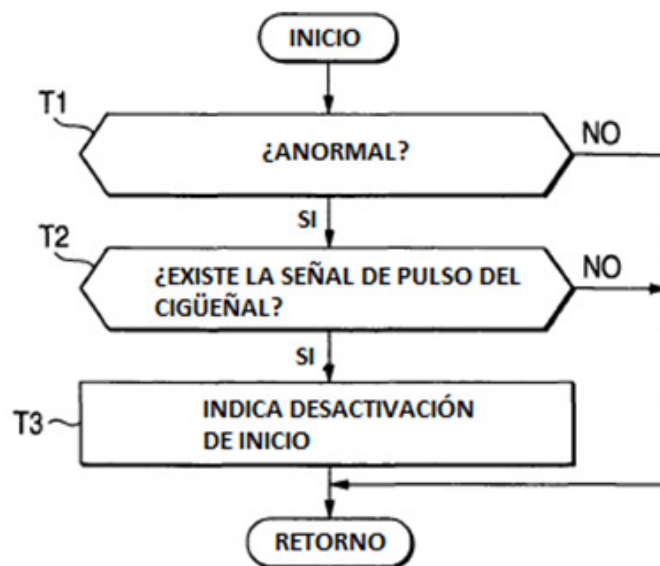 INICIO
T1
¿ANORMAL?
NO
SI
T2
¿EXISTE LA SEÑAL DE PULSO DEL
CIGÜEÑAL?
NO
SI
T3
INDICA DESACTIVACIÓN
DE INICIO
RETORNO